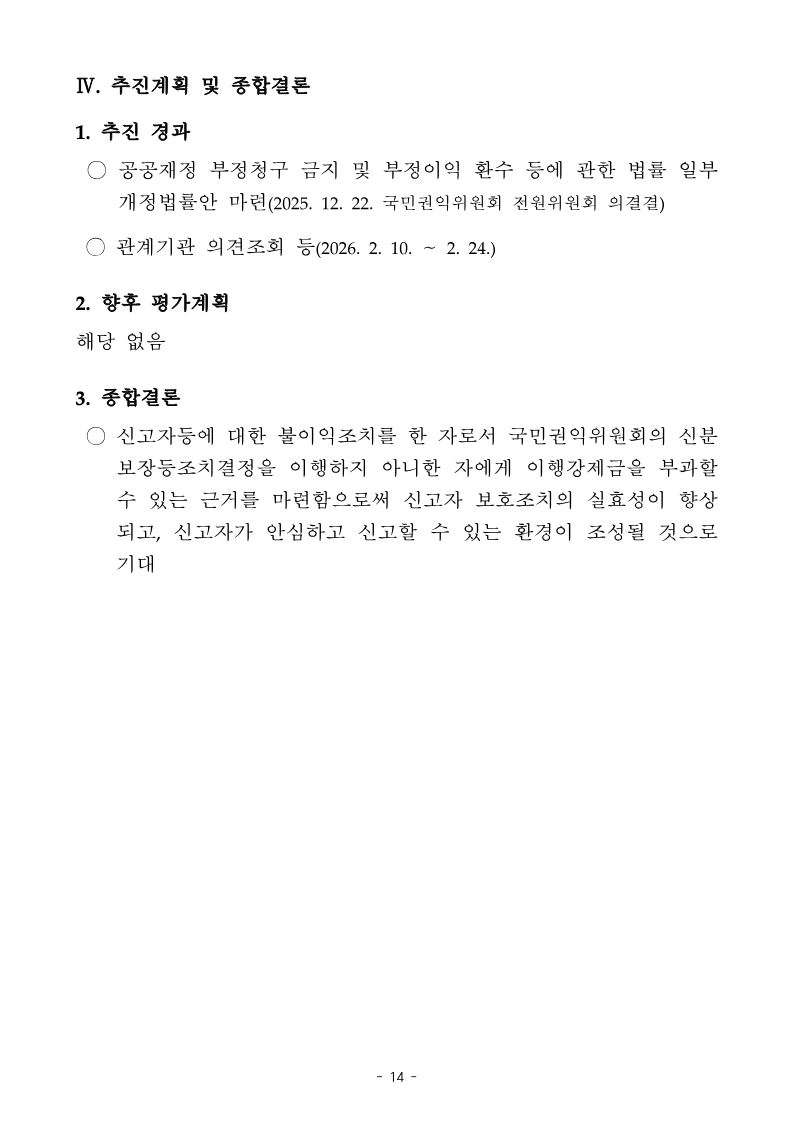 Ⅳ. 추진계획 및 종합결론
1. 추진 경과
○ 공공재정 부정청구 금지 및 부정이익 환수 등에 관한 법률 일부
개정법률안 마련(2025. 12. 22. 국민권익위원회 전원위원회 의결결)
○ 관계기관 의견조회 등(2026. 2. 10. ~ 2. 24.)
2. 향후 평가계획
해당 없음
3. 종합결론
○ 신고자등에 대한 불이익조치를 한 자로서 국민권익위원회의 신분
보장등조치결정을 이행하지 아니한 자에게 이행강제금을 부과할
수 있는 근거를 마련함으로써 신고자 보호조치의 실효성이 향상
되고, 신고자가 안심하고 신고할 수 있는 환경이 조성될 것으로
기대
- 14 -